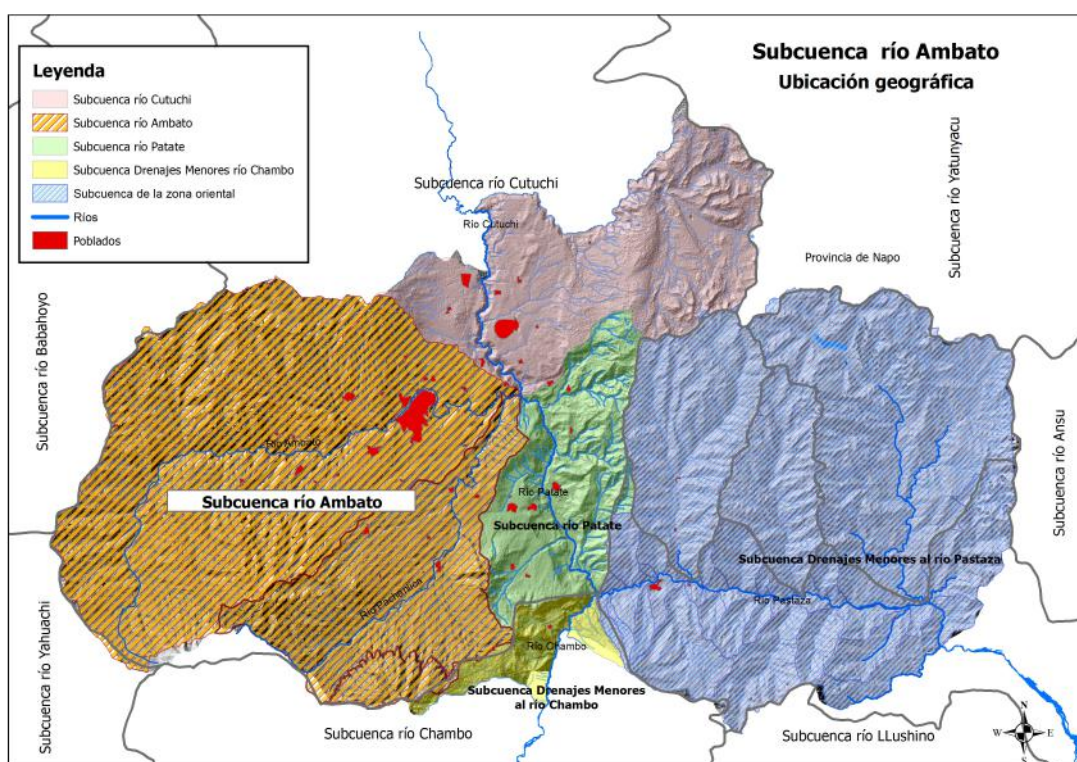 Subcuenca río Ambato
Ubicación geográfica
Leyenda
Subcuenca río Cutuchi
Subcuenca río Ambato
Subcuenca río Patate
Subcuenca Drenajes Menores río Chambo
Subcuenca de la zona oriental
Ríos
Poblados
Subcuenca río Cutuchi
Río Cutuchi
Subcuenca río Yatunyacu
Provincia de Napo
Subcuenca río Babahoyo
Subcuenca río Ansu
Río Ambato
Subcuenca río Ambato
Río Patate
Subcuenca río Patate
Subcuenca Drenajes Menores al río Pastaza
Río Pachanlica
Río Pastaza
Río Chambo
Subcuenca Drenajes Menores
al río Chambo
Subcuenca río Yahuachi
Subcuenca río Chambo
Subcuenca río LLushino
N
W
E
S